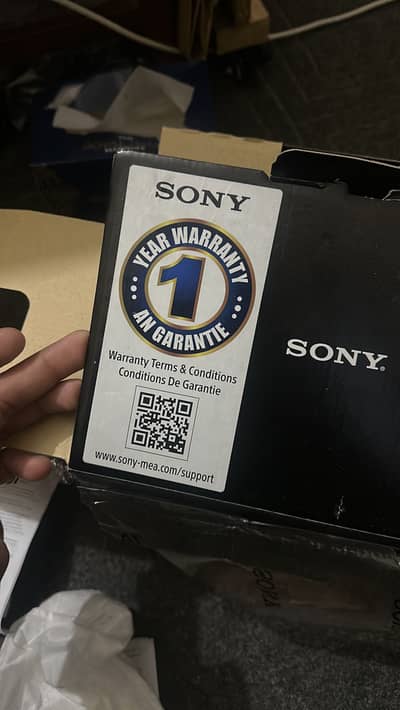 SONY
YEAR WARRANTY
1
AN GARANTIE
Warranty Terms & Conditions
Conditions De Garantie
www.sony-mea.com/support
SONY®